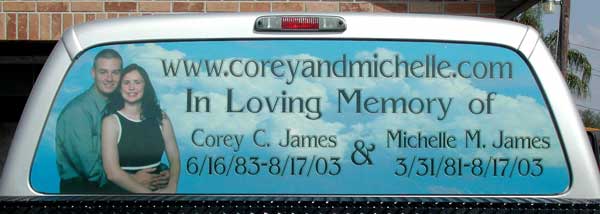 www.coreyandmichelle.com
In Loving Memory of
Corey C. James & Michelle M. James
6/16/83-8/17/03 3/31/81-8/17/03